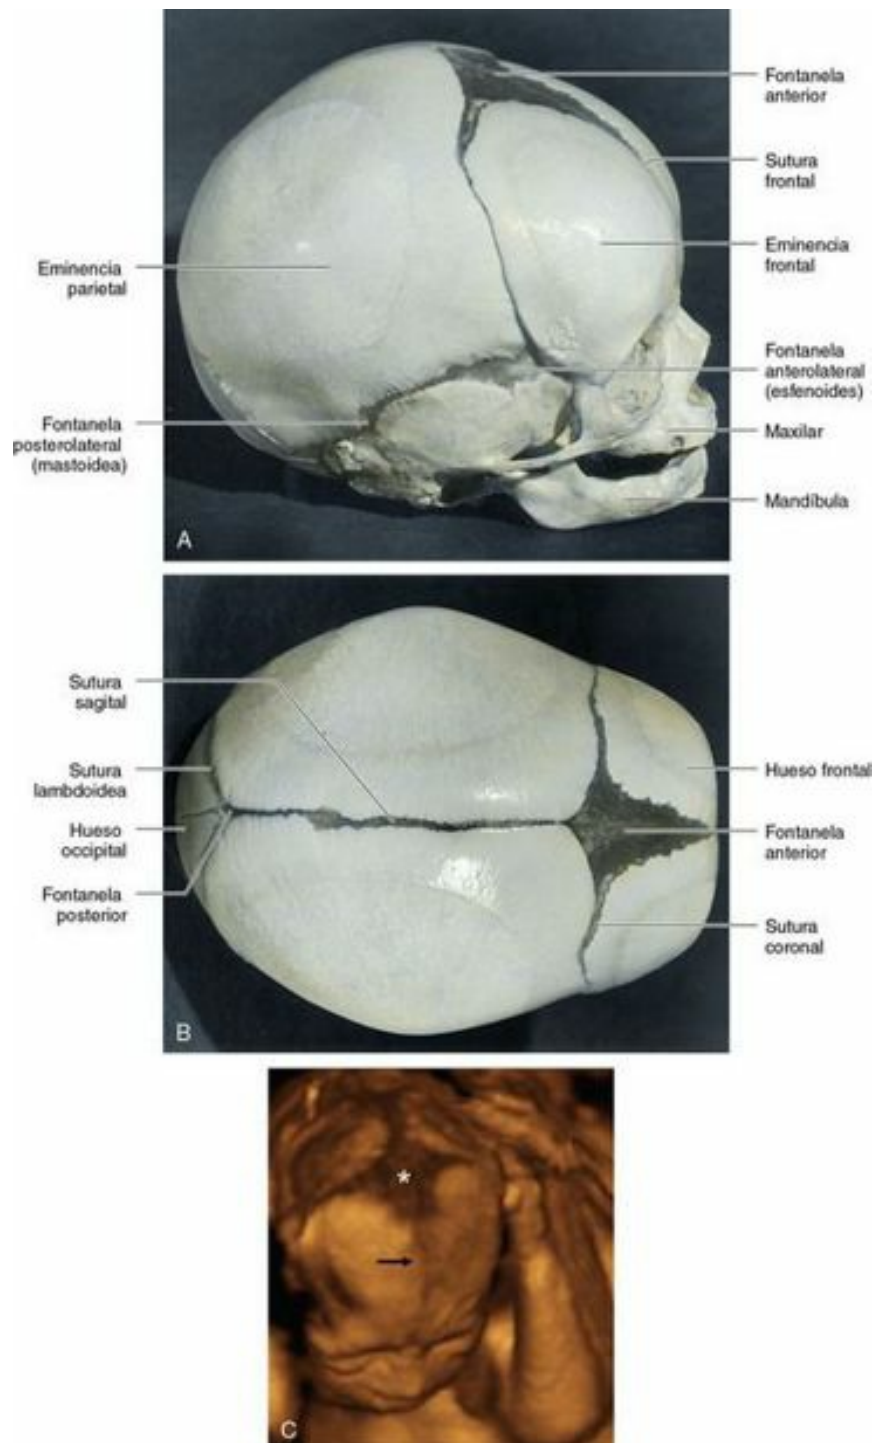 Fontanela
anterior
Sutura
frontal
Eminencia
frontal
Eminencia
parietal
Fontanela
anterolateral
(esfenoides)
Fontanela
posterolateral
(mastoidea)
Maxilar
Mandíbula
A
Sutura
sagital
Sutura
lambdoidea
Hueso
occipital
Fontanela
posterior
Hueso frontal
Fontanela
anterior
Sutura
coronal
B
*
C